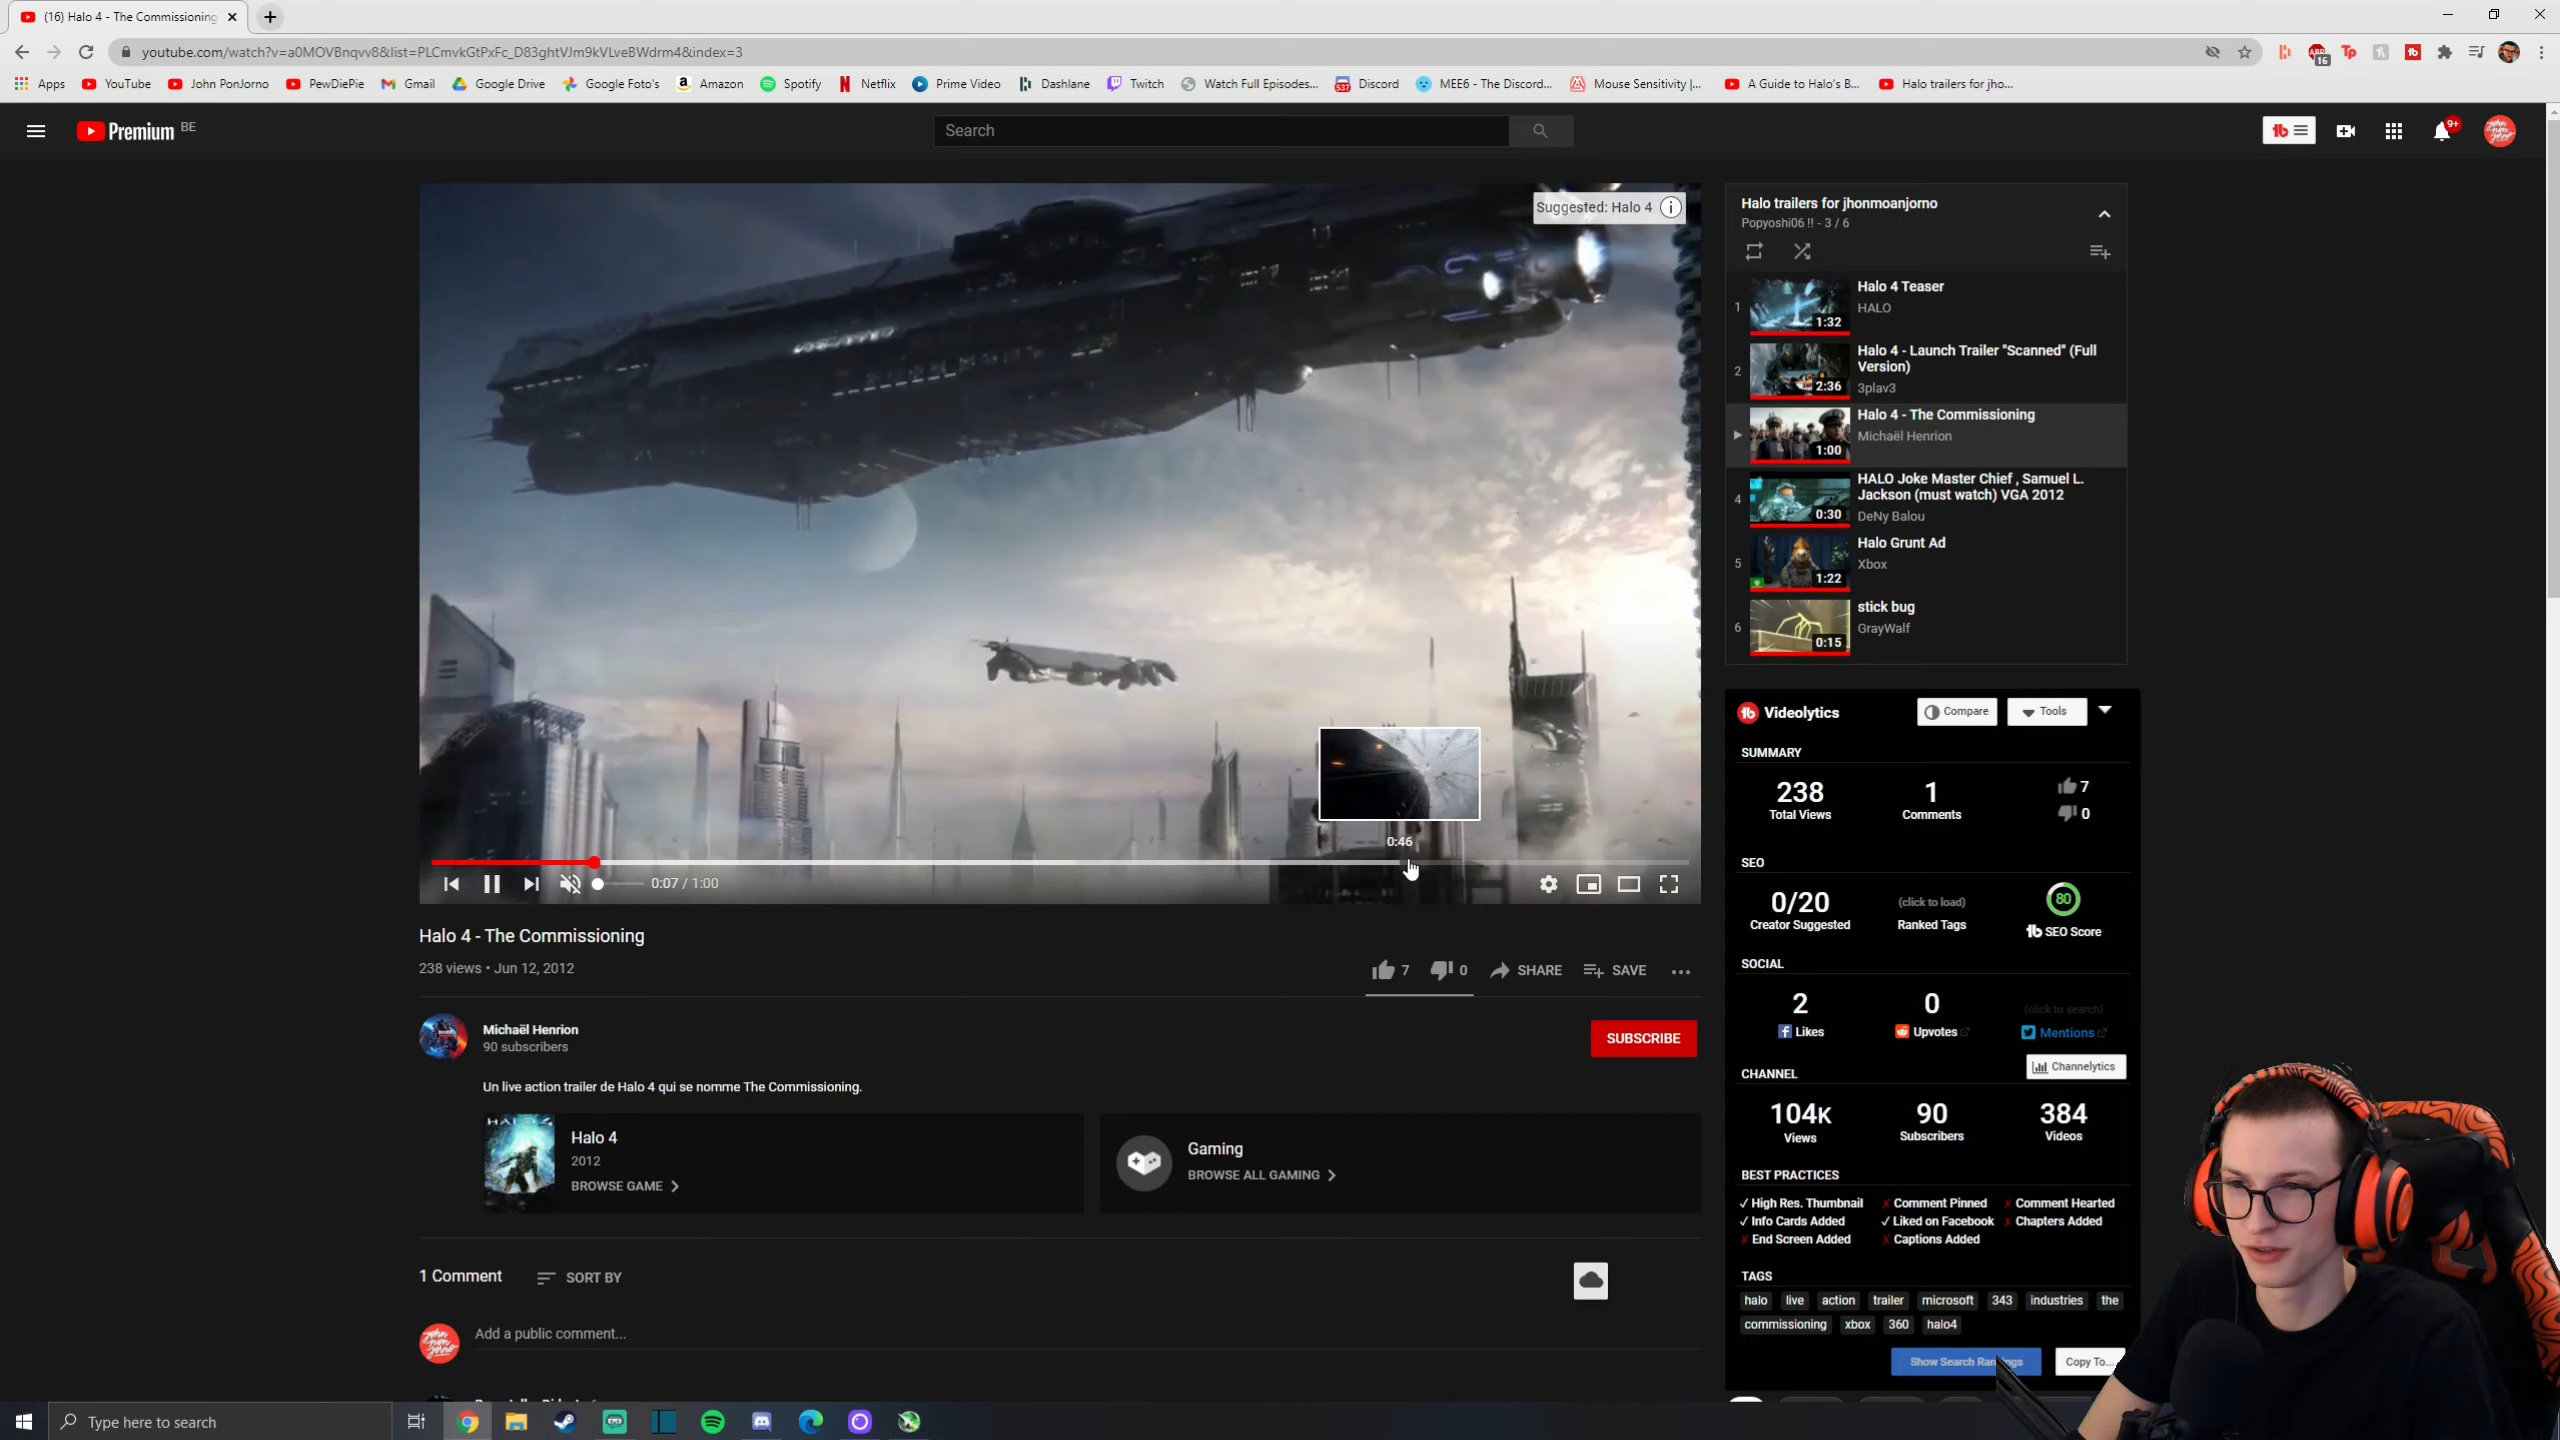 (16) Halo 4 - The Commissioning
youtube.com/watch?v=a0MOVBnqvv8&list=PLCmvkGtPxFc_D83ghtVJm9kVLveBWdrm4&index=3
16
Apps YouTube John PonJorno PewDiePie Gmail Google Drive Google Foto's Amazon Spotify Netflix Prime Video Dashlane Twitch Watch Full Episodes... Discord MEE6 - The Discord... Mouse Sensitivity |... A Guide to Halo's B... Halo trailers for jho...
Premium BE
Search
9+
Suggested: Halo 4
0:46
0:07 / 1:00
Halo 4 - The Commissioning
238 views • Jun 12, 2012
7 0 SHARE SAVE
Michaël Henrion
90 subscribers
SUBSCRIBE
Un live action trailer de Halo 4 qui se nomme The Commissioning.
HALO 4
Halo 4
2012
BROWSE GAME
Gaming
BROWSE ALL GAMING
1 Comment SORT BY
Add a public comment...
Halo trailers for jhonmoanjorno
Popyoshi06 !! - 3 / 6
1
1:32
Halo 4 Teaser
HALO
2
2:36
Halo 4 - Launch Trailer "Scanned" (Full
Version)
3plav3
1:00
Halo 4 - The Commissioning
Michaël Henrion
4
0:30
HALO Joke Master Chief , Samuel L.
Jackson (must watch) VGA 2012
DeNy Balou
5
1:22
Halo Grunt Ad
Xbox
6
0:15
stick bug
GrayWalf
Videolytics Compare Tools
SUMMARY
238 1 7
Total Views Comments 0
SEO
0/20 (click to load) 80
Creator Suggested Ranked Tags SEO Score
SOCIAL
2 0 (click to search)
Likes Upvotes Mentions
CHANNEL Channelytics
104K 90 384
Views Subscribers Videos
BEST PRACTICES
✓ High Res. Thumbnail ✗ Comment Pinned ✗ Comment Hearted
✓ Info Cards Added ✓ Liked on Facebook ✗ Chapters Added
✗ End Screen Added ✗ Captions Added
TAGS
halo live action trailer microsoft 343 industries the
commissioning xbox 360 halo4
Show Search Rankings Copy To...
Type here to search